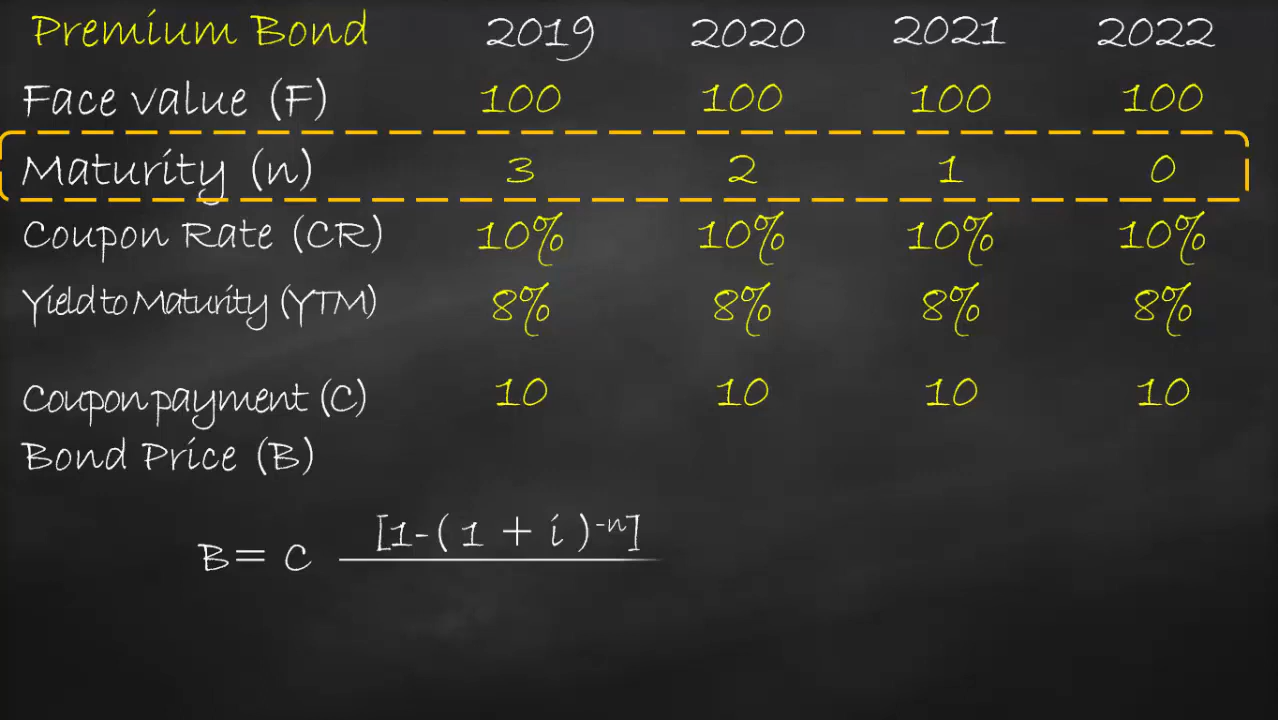 Premium Bond 2019 2020 2021 2022
Face value (F) 100 100 100 100
Maturity (n) 3 2 1 0
Coupon Rate (CR) 10% 10% 10% 10%
Yield to Maturity (YTM) 8% 8% 8% 8%
Coupon payment (C) 10 10 10 10
Bond Price (B)
[1-( 1 + i )-n]
B= C